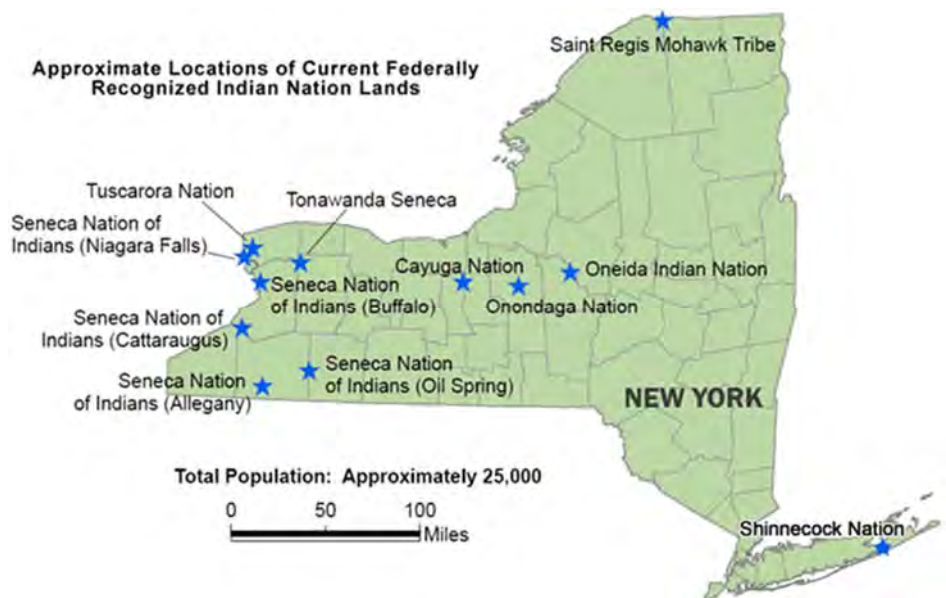 Saint Regis Mohawk Tribe
Approximate Locations of Current Federally
Recognized Indian Nation Lands
Tuscarora Nation
Tonawanda Seneca
Seneca Nation of
Indians (Niagara Falls)
Cayuga Nation
Oneida Indian Nation
Seneca Nation
of Indians (Buffalo)
Onondaga Nation
Seneca Nation of
Indians (Cattaraugus)
Seneca Nation
of Indians (Oil Spring)
Seneca Nation
of Indians (Allegany)
NEW YORK
Total Population: Approximately 25,000
0 50 100
Miles
Shinnecock Nation